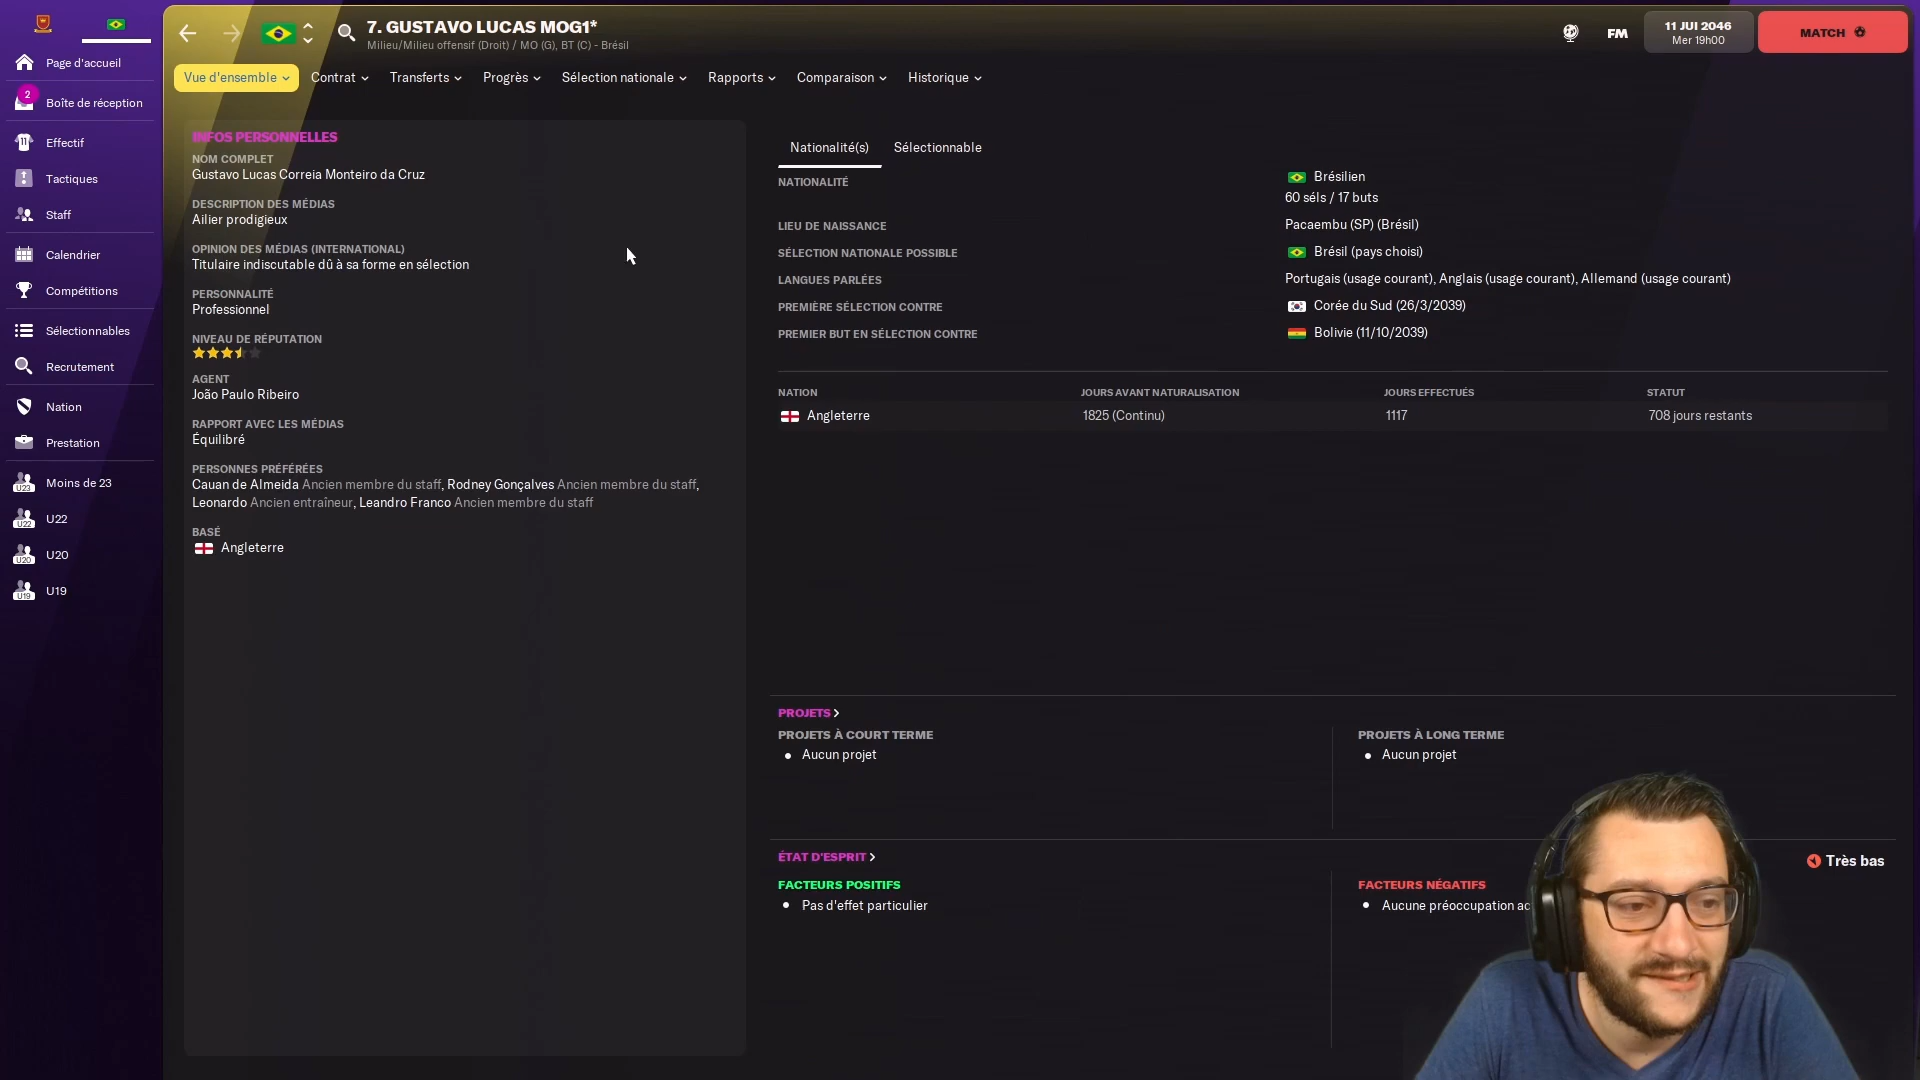 7. GUSTAVO LUCAS MOG1*
Milieu/Milieu offensif (Droit) / MO (G), BT (C) - Brésil
FM
11 JUI 2046
Mer 19h00
MATCH
Page d'accueil
2
Boîte de réception
11
Effectif
Tactiques
Staff
Calendrier
Compétitions
Sélectionnables
Recrutement
Nation
Prestation
U23
Moins de 23
U22
U22
U20
U20
U19
U19
Vue d'ensemble
Contrat
Transferts
Progrès
Sélection nationale
Rapports
Comparaison
Historique
INFOS PERSONNELLES
NOM COMPLET
Gustavo Lucas Correia Monteiro da Cruz
DESCRIPTION DES MÉDIAS
Ailier prodigieux
OPINION DES MÉDIAS (INTERNATIONAL)
Titulaire indiscutable dû à sa forme en sélection
PERSONNALITÉ
Professionnel
NIVEAU DE RÉPUTATION
AGENT
João Paulo Ribeiro
RAPPORT AVEC LES MÉDIAS
Équilibré
PERSONNES PRÉFÉRÉES
Cauan de Almeida Ancien membre du staff, Rodney Gonçalves Ancien membre du staff,
Leonardo Ancien entraîneur, Leandro Franco Ancien membre du staff
BASÉ
Angleterre
Nationalité(s)
Sélectionnable
NATIONALITÉ
Brésilien
60 séls / 17 buts
LIEU DE NAISSANCE
Pacaembu (SP) (Brésil)
SÉLECTION NATIONALE POSSIBLE
Brésil (pays choisi)
LANGUES PARLÉES
Portugais (usage courant), Anglais (usage courant), Allemand (usage courant)
PREMIÈRE SÉLECTION CONTRE
Corée du Sud (26/3/2039)
PREMIER BUT EN SÉLECTION CONTRE
Bolivie (11/10/2039)
NATION
JOURS AVANT NATURALISATION
JOURS EFFECTUÉS
STATUT
Angleterre
1825 (Continu)
1117
708 jours restants
PROJETS
PROJETS À COURT TERME
Aucun projet
PROJETS À LONG TERME
Aucun projet
ÉTAT D'ESPRIT
Très bas
FACTEURS POSITIFS
Pas d'effet particulier
FACTEURS NÉGATIFS
Aucune préoccupation ac